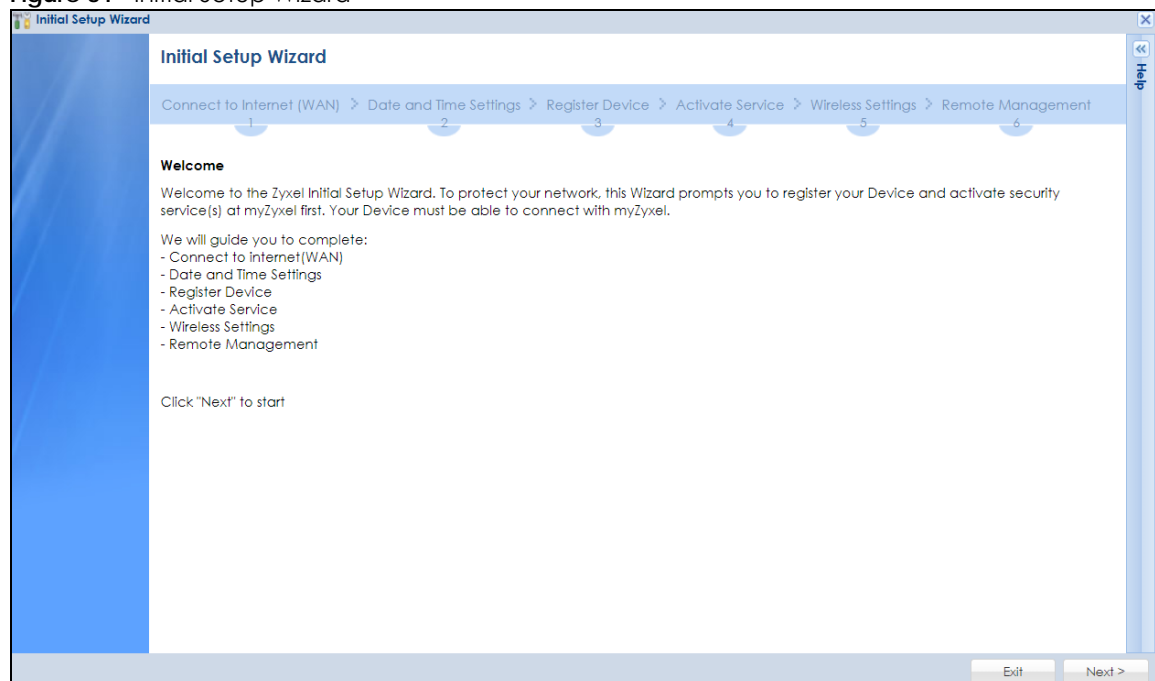 Initial Setup Wizard
Initial Setup Wizard
Help
Connect to Internet (WAN) > Date and Time Settings > Register Device > Activate Service > Wireless Settings > Remote Management
1 2 3 4 5 6
Welcome
Welcome to the Zyxel Initial Setup Wizard. To protect your network, this Wizard prompts you to register your Device and activate security
service(s) at myZyxel first. Your Device must be able to connect with myZyxel.
We will guide you to complete:
- Connect to internet(WAN)
- Date and Time Settings
- Register Device
- Activate Service
- Wireless Settings
- Remote Management
Click "Next" to start
Exit Next >